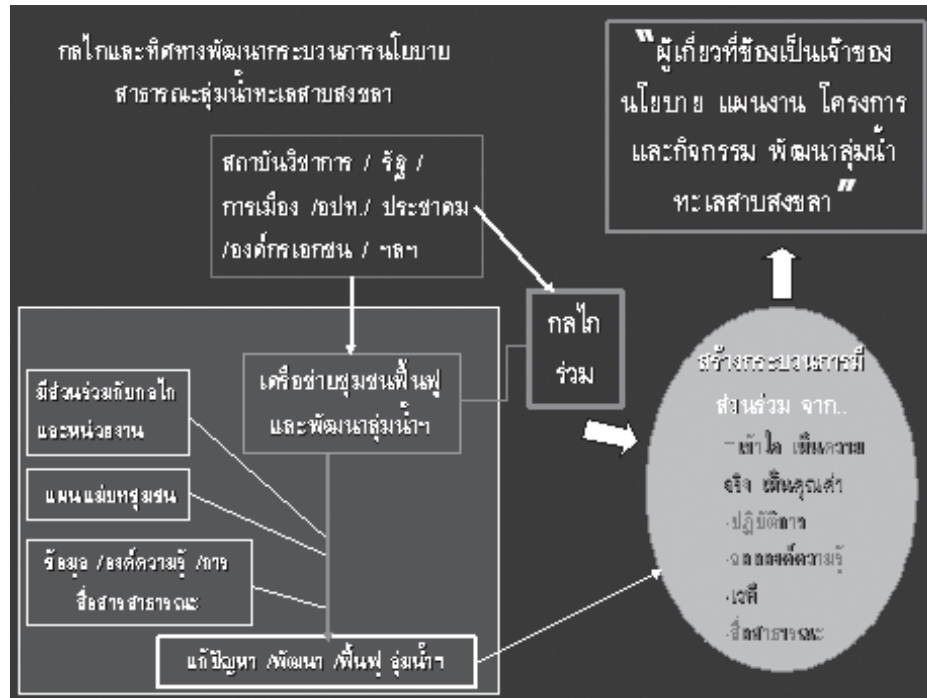 กลไกและทิศทางพัฒนากระบวนการนโยบาย
สาธารณะลุ่มน้ำทะเลสาบสงขลา
"ผู้เกี่ยวที่ข้องเป็นเจ้าของ
นโยบาย แผนงาน โครงการ
และกิจกรรม พัฒนาลุ่มน้ำ
ทะเลสาบสงขลา"
สถาบันวิชาการ / รัฐ /
การเมือง /อปท./ ประชาคม
/องค์กรเอกชน / ฯลฯ
กลไก
ร่วม
เครือข่ายชุมชนฟื้นฟู
และพัฒนาลุ่มน้ำฯ
มีส่วนร่วมกับกลไก
และหน่วยงาน
แผนแม่บทชุมชน
ข้อมูล /องค์ความรู้ /การ
สื่อสารสาธารณะ
แก้ปัญหา /พัฒนา /ฟื้นฟู ลุ่มน้ำฯ
สร้างกระบวนการมี
ส่วนร่วม จาก..
-เข้าใจ เห็นความ
จริง เห็นคุณค่า
-ปฏิบัติการ
-ถอดองค์ความรู้
-เวที
-สื่อสาธารณะ